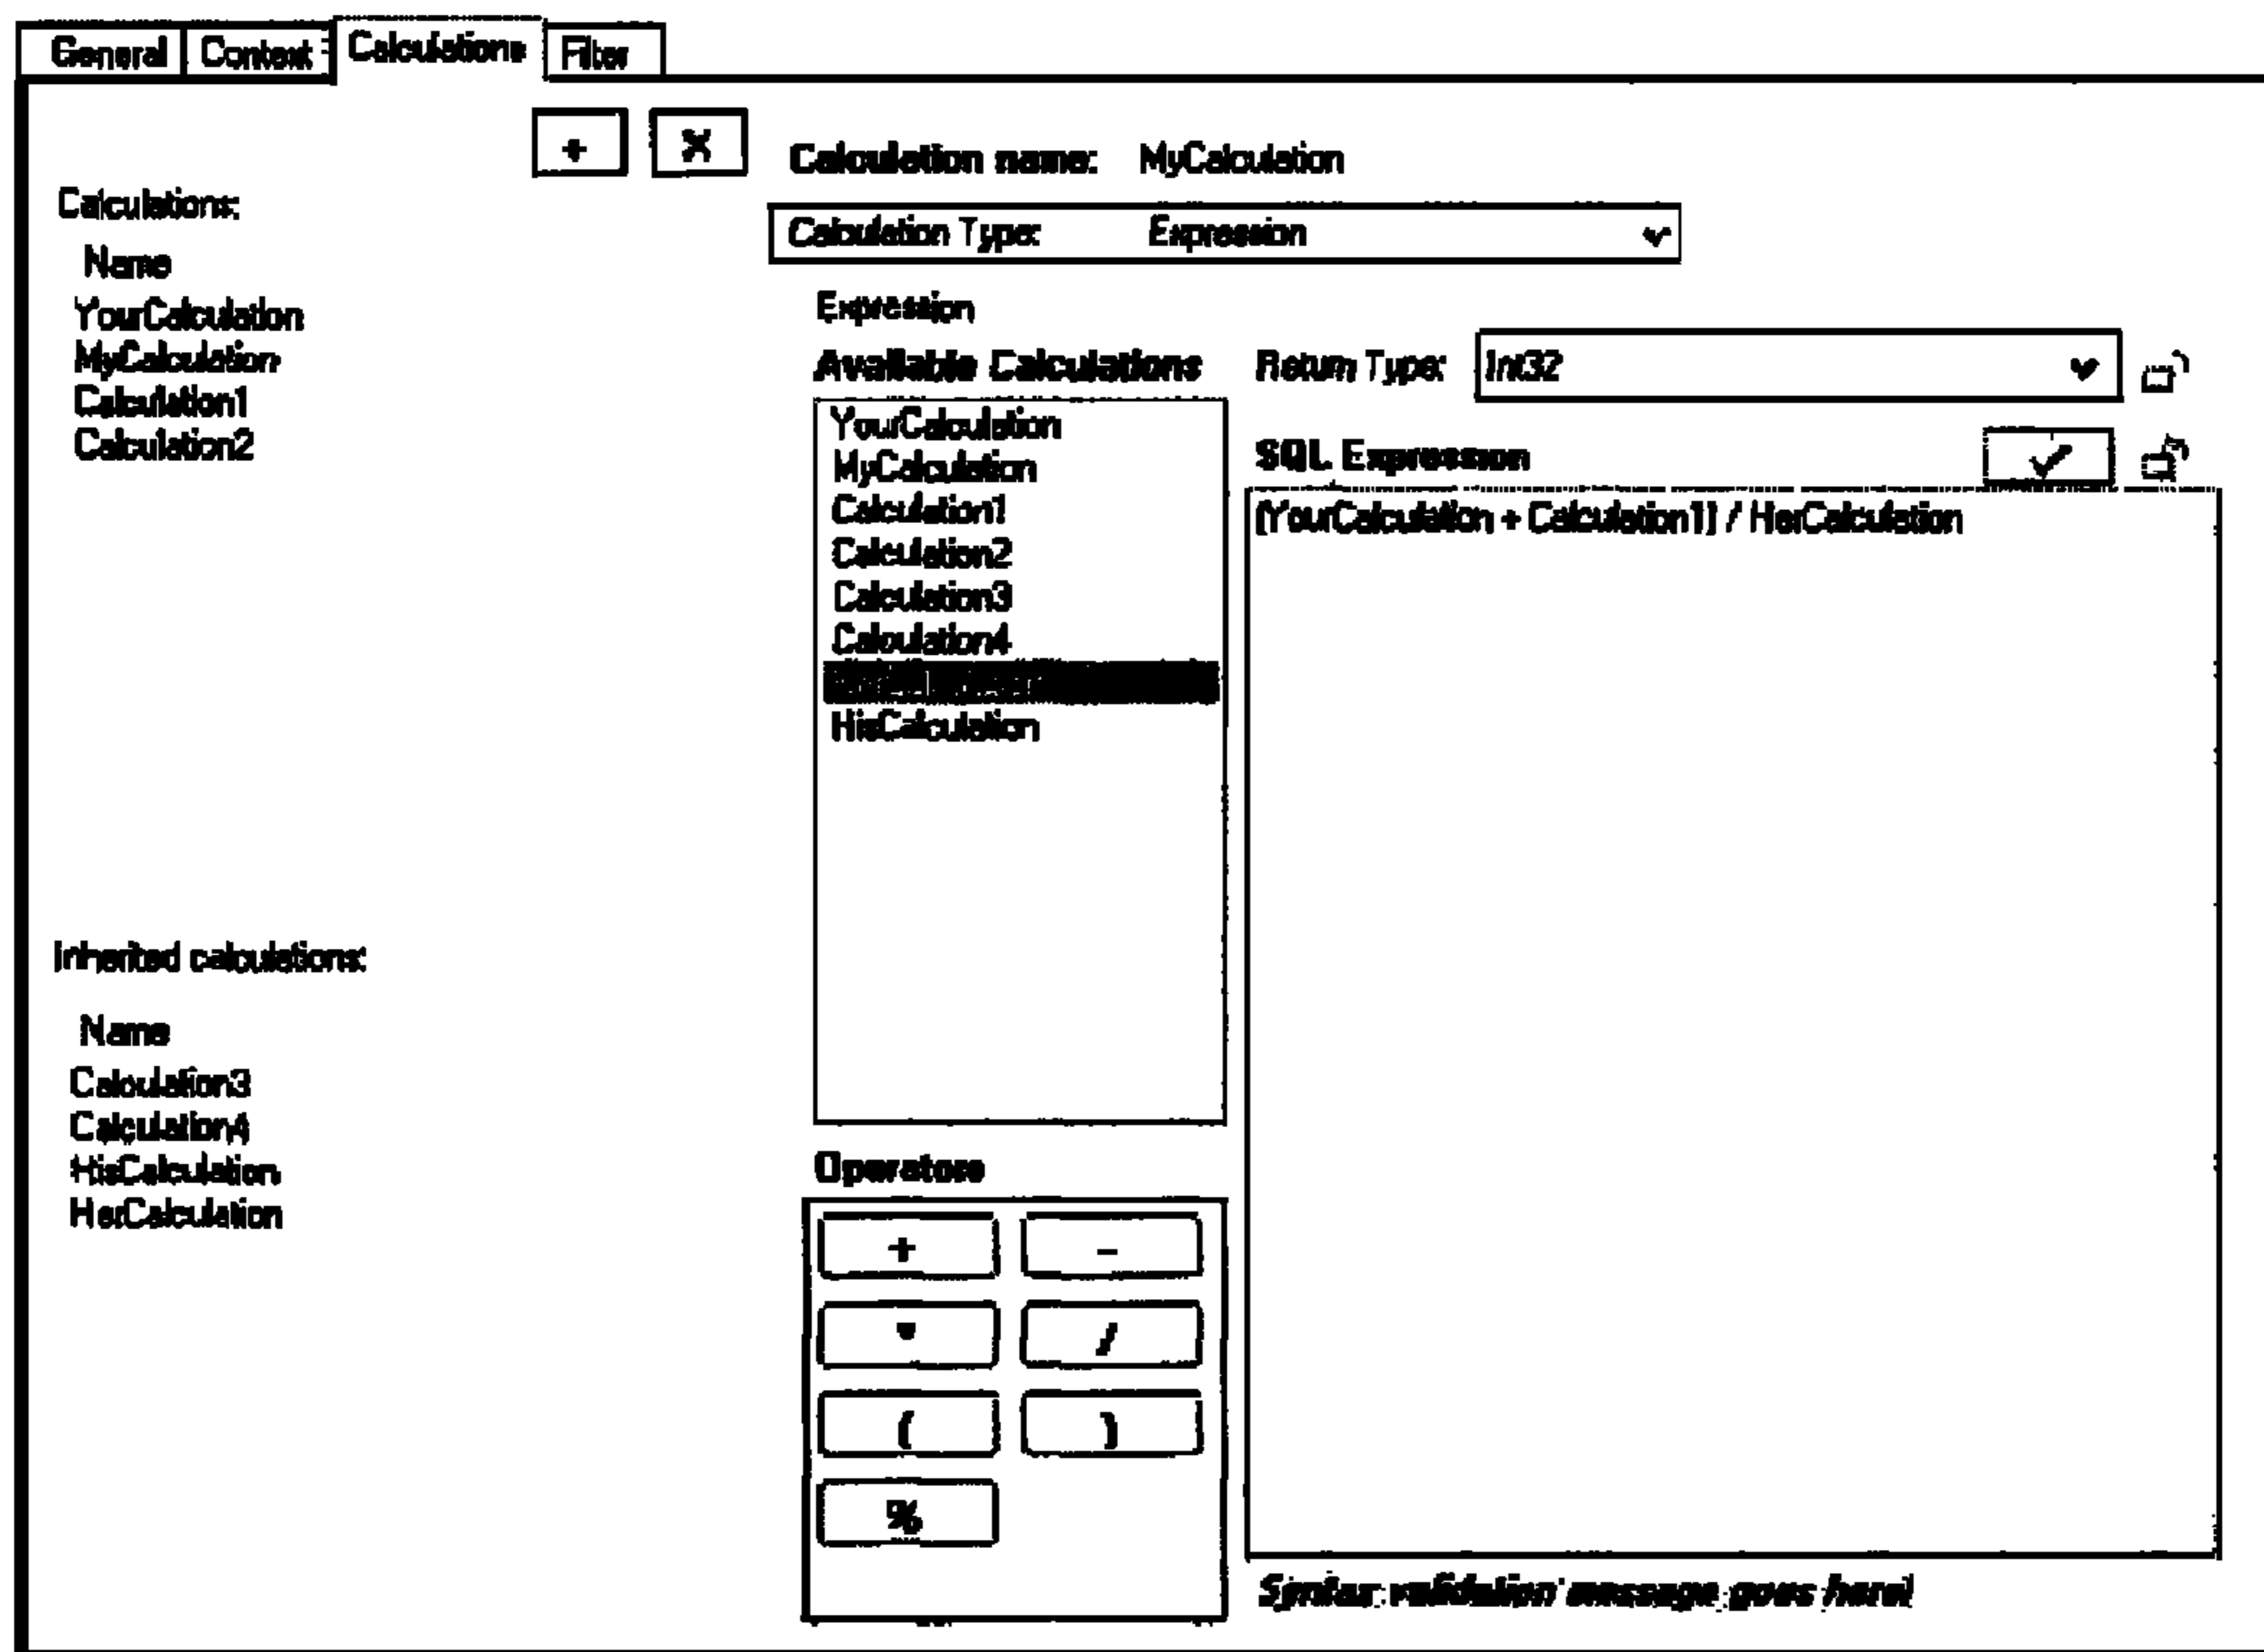 General Context Calculations Filter
+ X
Calculation name: MyCalculation
Calculations:
Calculation Type: Expression
Name
YourCalculation
MyCalculation
Calculation1
Calculation2
Expression
Available Calculations
YourCalculation
MyCalculation
Calculation1
Calculation2
Calculation3
Calculation4
HisCalculation
Return Type: Int32
SQL Expression
(YourCalculation + Calculation1) / HerCalculation
Inherited calculations:
Name
Calculation3
Calculation4
HisCalculation
HerCalculation
Operators
+ -
* /
( )
%
Syntax validation message goes here!